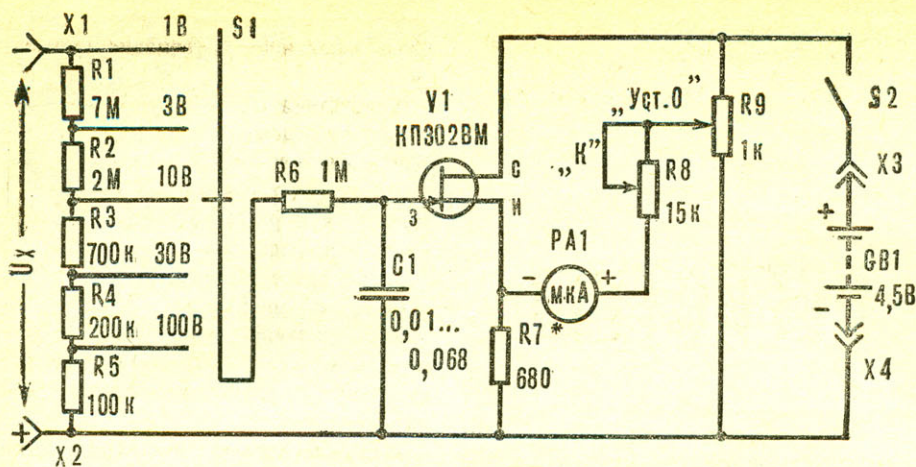 X1
1В
S1
R1
7М
3В
R2
2М
10В
R3
700к
30В
R4
200к
100В
R5
100к
Uх
X2
R6 1М
C1
0,01...
0,068
V1
КП302ВМ
З
С
И
„Уст.0”
„К”
R8
15к
R9
1к
PA1
-
+
МКА
R7*
680
S2
X3
+
GB1
4,5В
-
X4